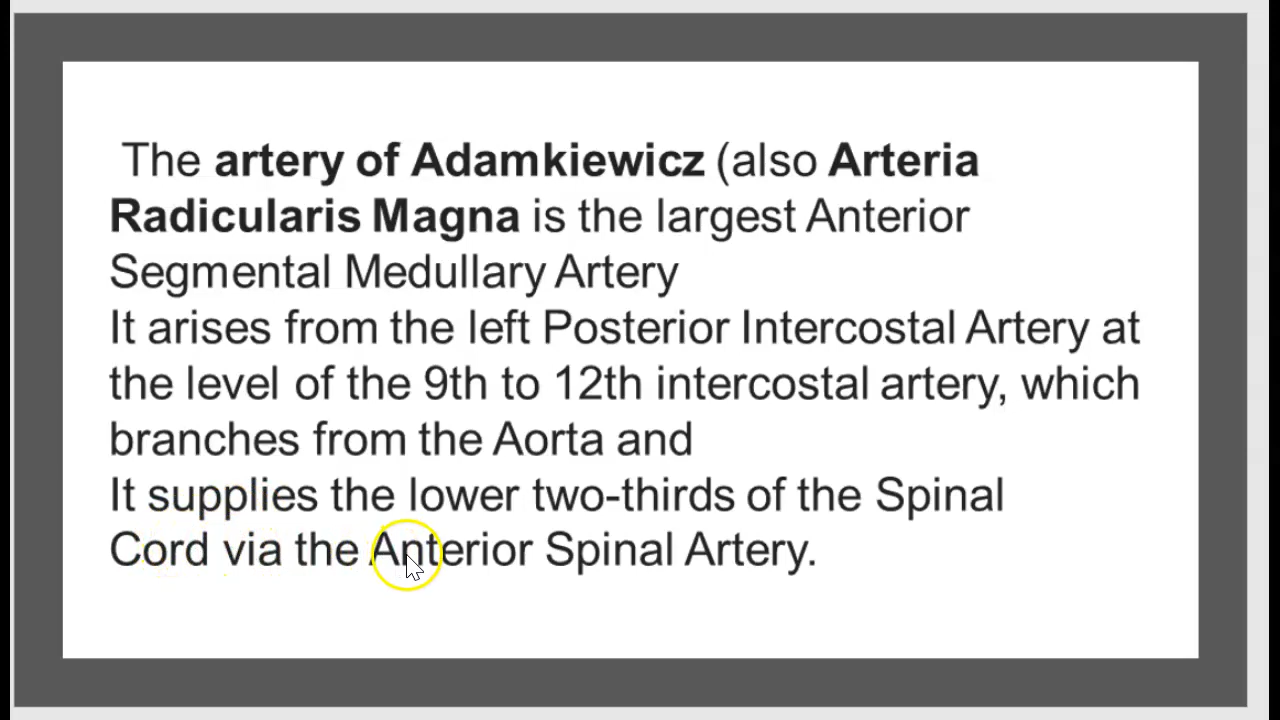 The artery of Adamkiewicz (also Arteria
Radicularis Magna is the largest Anterior
Segmental Medullary Artery
It arises from the left Posterior Intercostal Artery at
the level of the 9th to 12th intercostal artery, which
branches from the Aorta and
It supplies the lower two-thirds of the Spinal
Cord via the Anterior Spinal Artery.